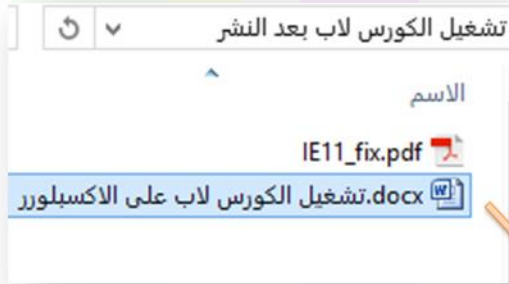 تشغيل الكورس لاب بعد النشر
الاسم
IE11_fix.pdf
تشغيل الكورس لاب على الاكسبلورر.docx